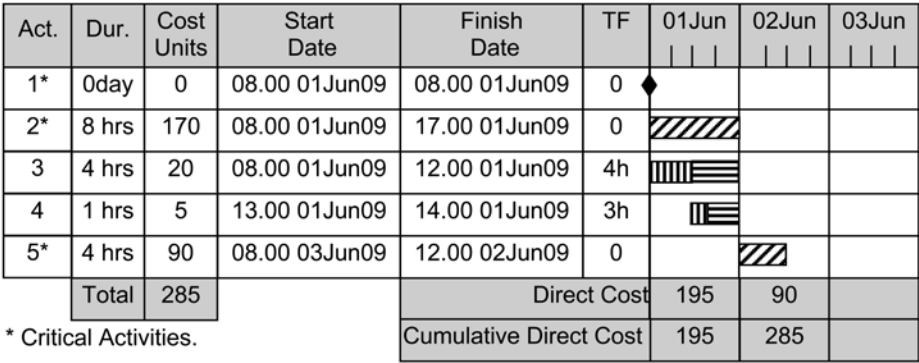 Act. Dur. Cost Units Start Date Finish Date TF 01Jun 02Jun 03Jun
1* 0day 0 08.00 01Jun09 08.00 01Jun09 0
2* 8 hrs 170 08.00 01Jun09 17.00 01Jun09 0
3 4 hrs 20 08.00 01Jun09 12.00 01Jun09 4h
4 1 hrs 5 13.00 01Jun09 14.00 01Jun09 3h
5* 4 hrs 90 08.00 03Jun09 12.00 02Jun09 0
Total 285 Direct Cost 195 90
* Critical Activities. Cumulative Direct Cost 195 285